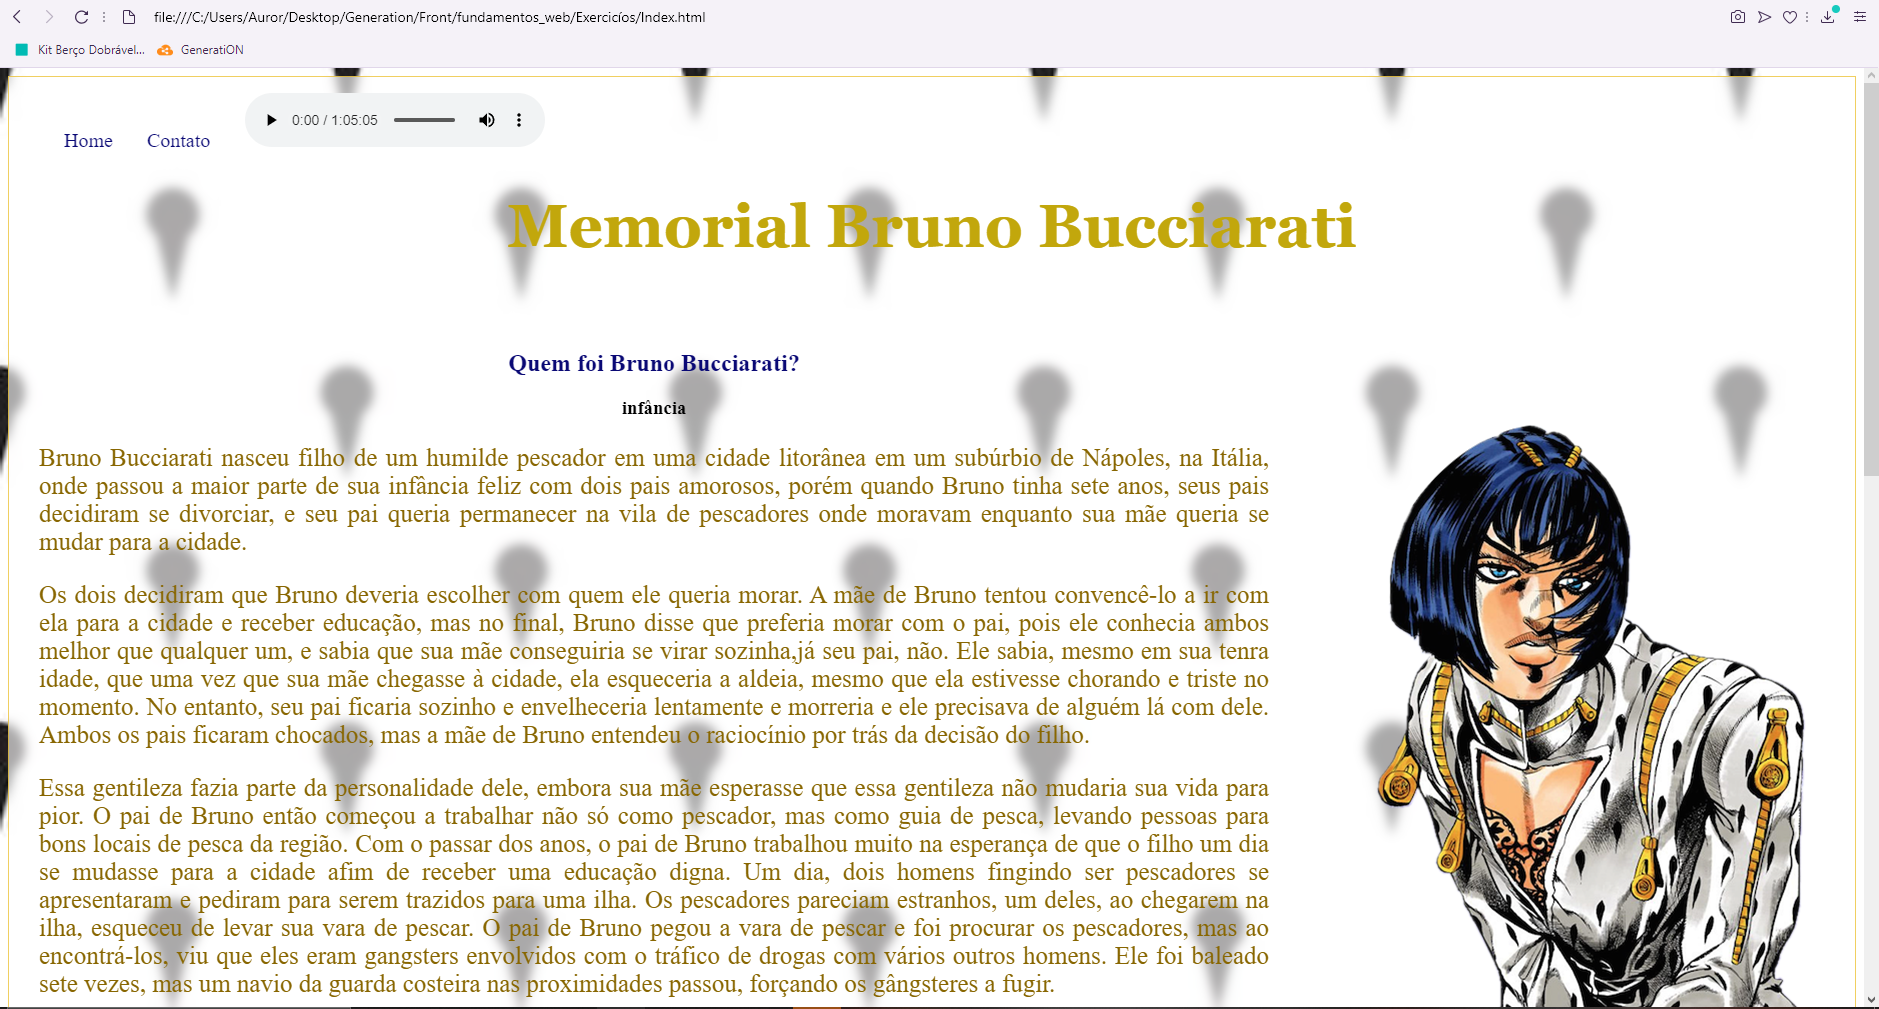 file:///C:/Users/Auror/Desktop/Generation/Front/fundamentos_web/Exercicíos/Index.html
Kit Berço Dobrável... GeneratiON
0:00 / 1:05:05
Home Contato
Memorial Bruno Bucciarati
Quem foi Bruno Bucciarati?
infância
Bruno Bucciarati nasceu filho de um humilde pescador em uma cidade litorânea em um subúrbio de Nápoles, na Itália,
onde passou a maior parte de sua infância feliz com dois pais amorosos, porém quando Bruno tinha sete anos, seus pais
decidiram se divorciar, e seu pai queria permanecer na vila de pescadores onde moravam enquanto sua mãe queria se
mudar para a cidade.
Os dois decidiram que Bruno deveria escolher com quem ele queria morar. A mãe de Bruno tentou convencê-lo a ir com
ela para a cidade e receber educação, mas no final, Bruno disse que preferia morar com o pai, pois ele conhecia ambos
melhor que qualquer um, e sabia que sua mãe conseguiria se virar sozinha,já seu pai, não. Ele sabia, mesmo em sua tenra
idade, que uma vez que sua mãe chegasse à cidade, ela esqueceria a aldeia, mesmo que ela estivesse chorando e triste no
momento. No entanto, seu pai ficaria sozinho e envelheceria lentamente e morreria e ele precisava de alguém lá com dele.
Ambos os pais ficaram chocados, mas a mãe de Bruno entendeu o raciocínio por trás da decisão do filho.
Essa gentileza fazia parte da personalidade dele, embora sua mãe esperasse que essa gentileza não mudaria sua vida para
pior. O pai de Bruno então começou a trabalhar não só como pescador, mas como guia de pesca, levando pessoas para
bons locais de pesca da região. Com o passar dos anos, o pai de Bruno trabalhou muito na esperança de que o filho um dia
se mudasse para a cidade afim de receber uma educação digna. Um dia, dois homens fingindo ser pescadores se
apresentaram e pediram para serem trazidos para uma ilha. Os pescadores pareciam estranhos, um deles, ao chegarem na
ilha, esqueceu de levar sua vara de pescar. O pai de Bruno pegou a vara de pescar e foi procurar os pescadores, mas ao
encontrá-los, viu que eles eram gangsters envolvidos com o tráfico de drogas com vários outros homens. Ele foi baleado
sete vezes, mas um navio da guarda costeira nas proximidades passou, forçando os gângsteres a fugir.